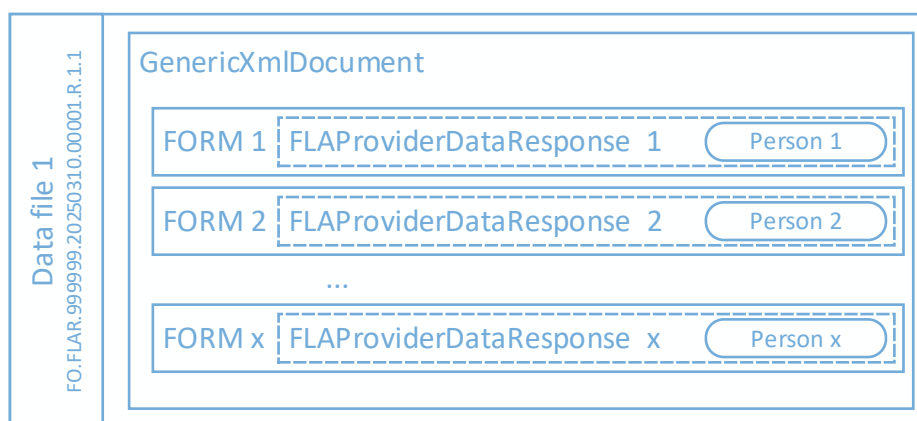 Data file 1
FO.FLAR.999999.20250310.00001.R.1.1
GenericXmlDocument
FORM 1 FLAProviderDataResponse 1 Person 1
FORM 2 FLAProviderDataResponse 2 Person 2
...
FORM x FLAProviderDataResponse x Person x